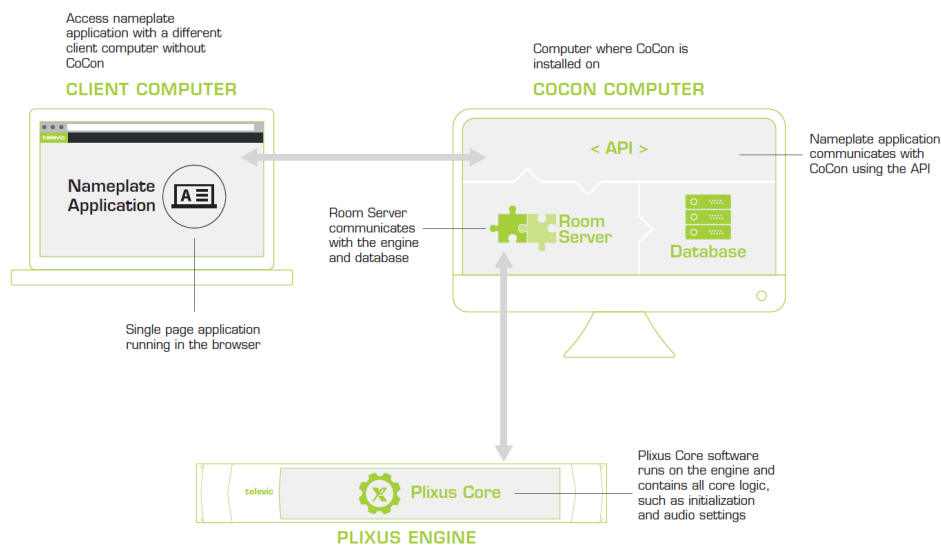 Access nameplate
application with a different
client computer without
CoCon
CLIENT COMPUTER
televic
Nameplate
Application
A
Single page application
running in the browser
Computer where CoCon is
installed on
COCON COMPUTER
< API >
Nameplate application
communicates with
CoCon using the API
Room Server
communicates
with the engine
and database
Room
Server
Database
televic
X
Plixus Core
Plixus Core software
runs on the engine and
contains all core logic,
such as initialization
and audio settings
PLIXUS ENGINE